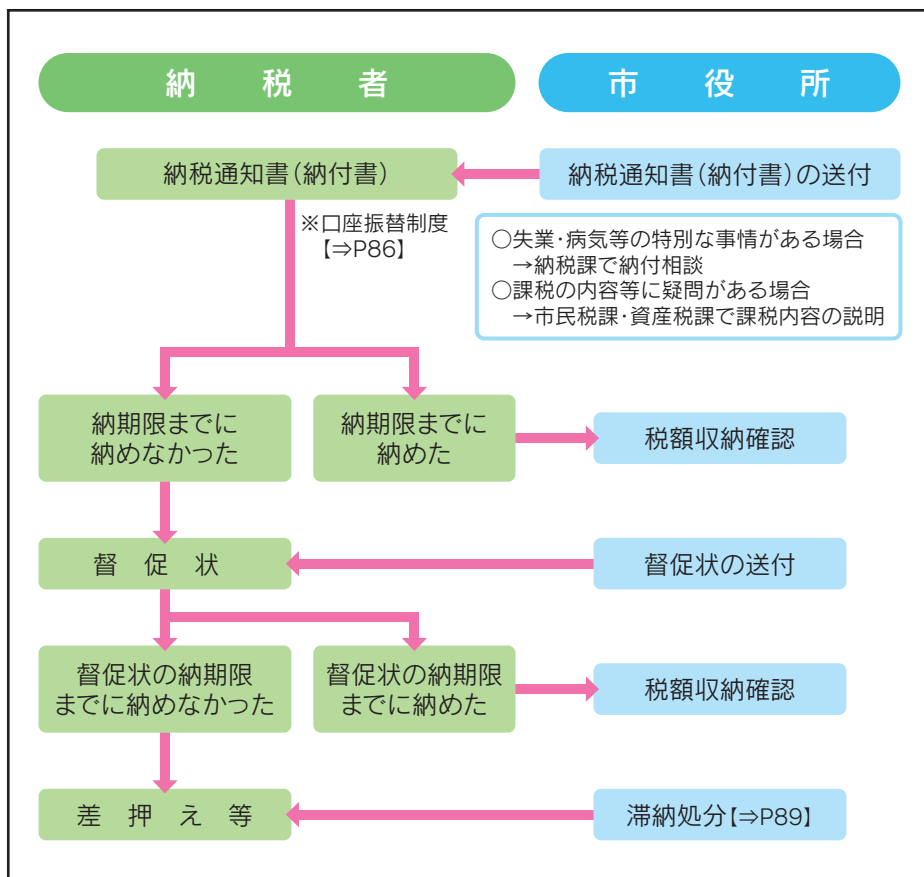 納税者
市役所
納税通知書(納付書)
納税通知書(納付書)の送付
※口座振替制度
【⇒P86】
○失業・病気等の特別な事情がある場合
→納税課で納付相談
○課税の内容等に疑問がある場合
→市民税課・資産税課で課税内容の説明
納期限までに
納めなかった
納期限までに
納めた
税額収納確認
督促状
督促状の送付
督促状の納期限
までに納めなかった
督促状の納期限
までに納めた
税額収納確認
差押え等
滞納処分【⇒P89】